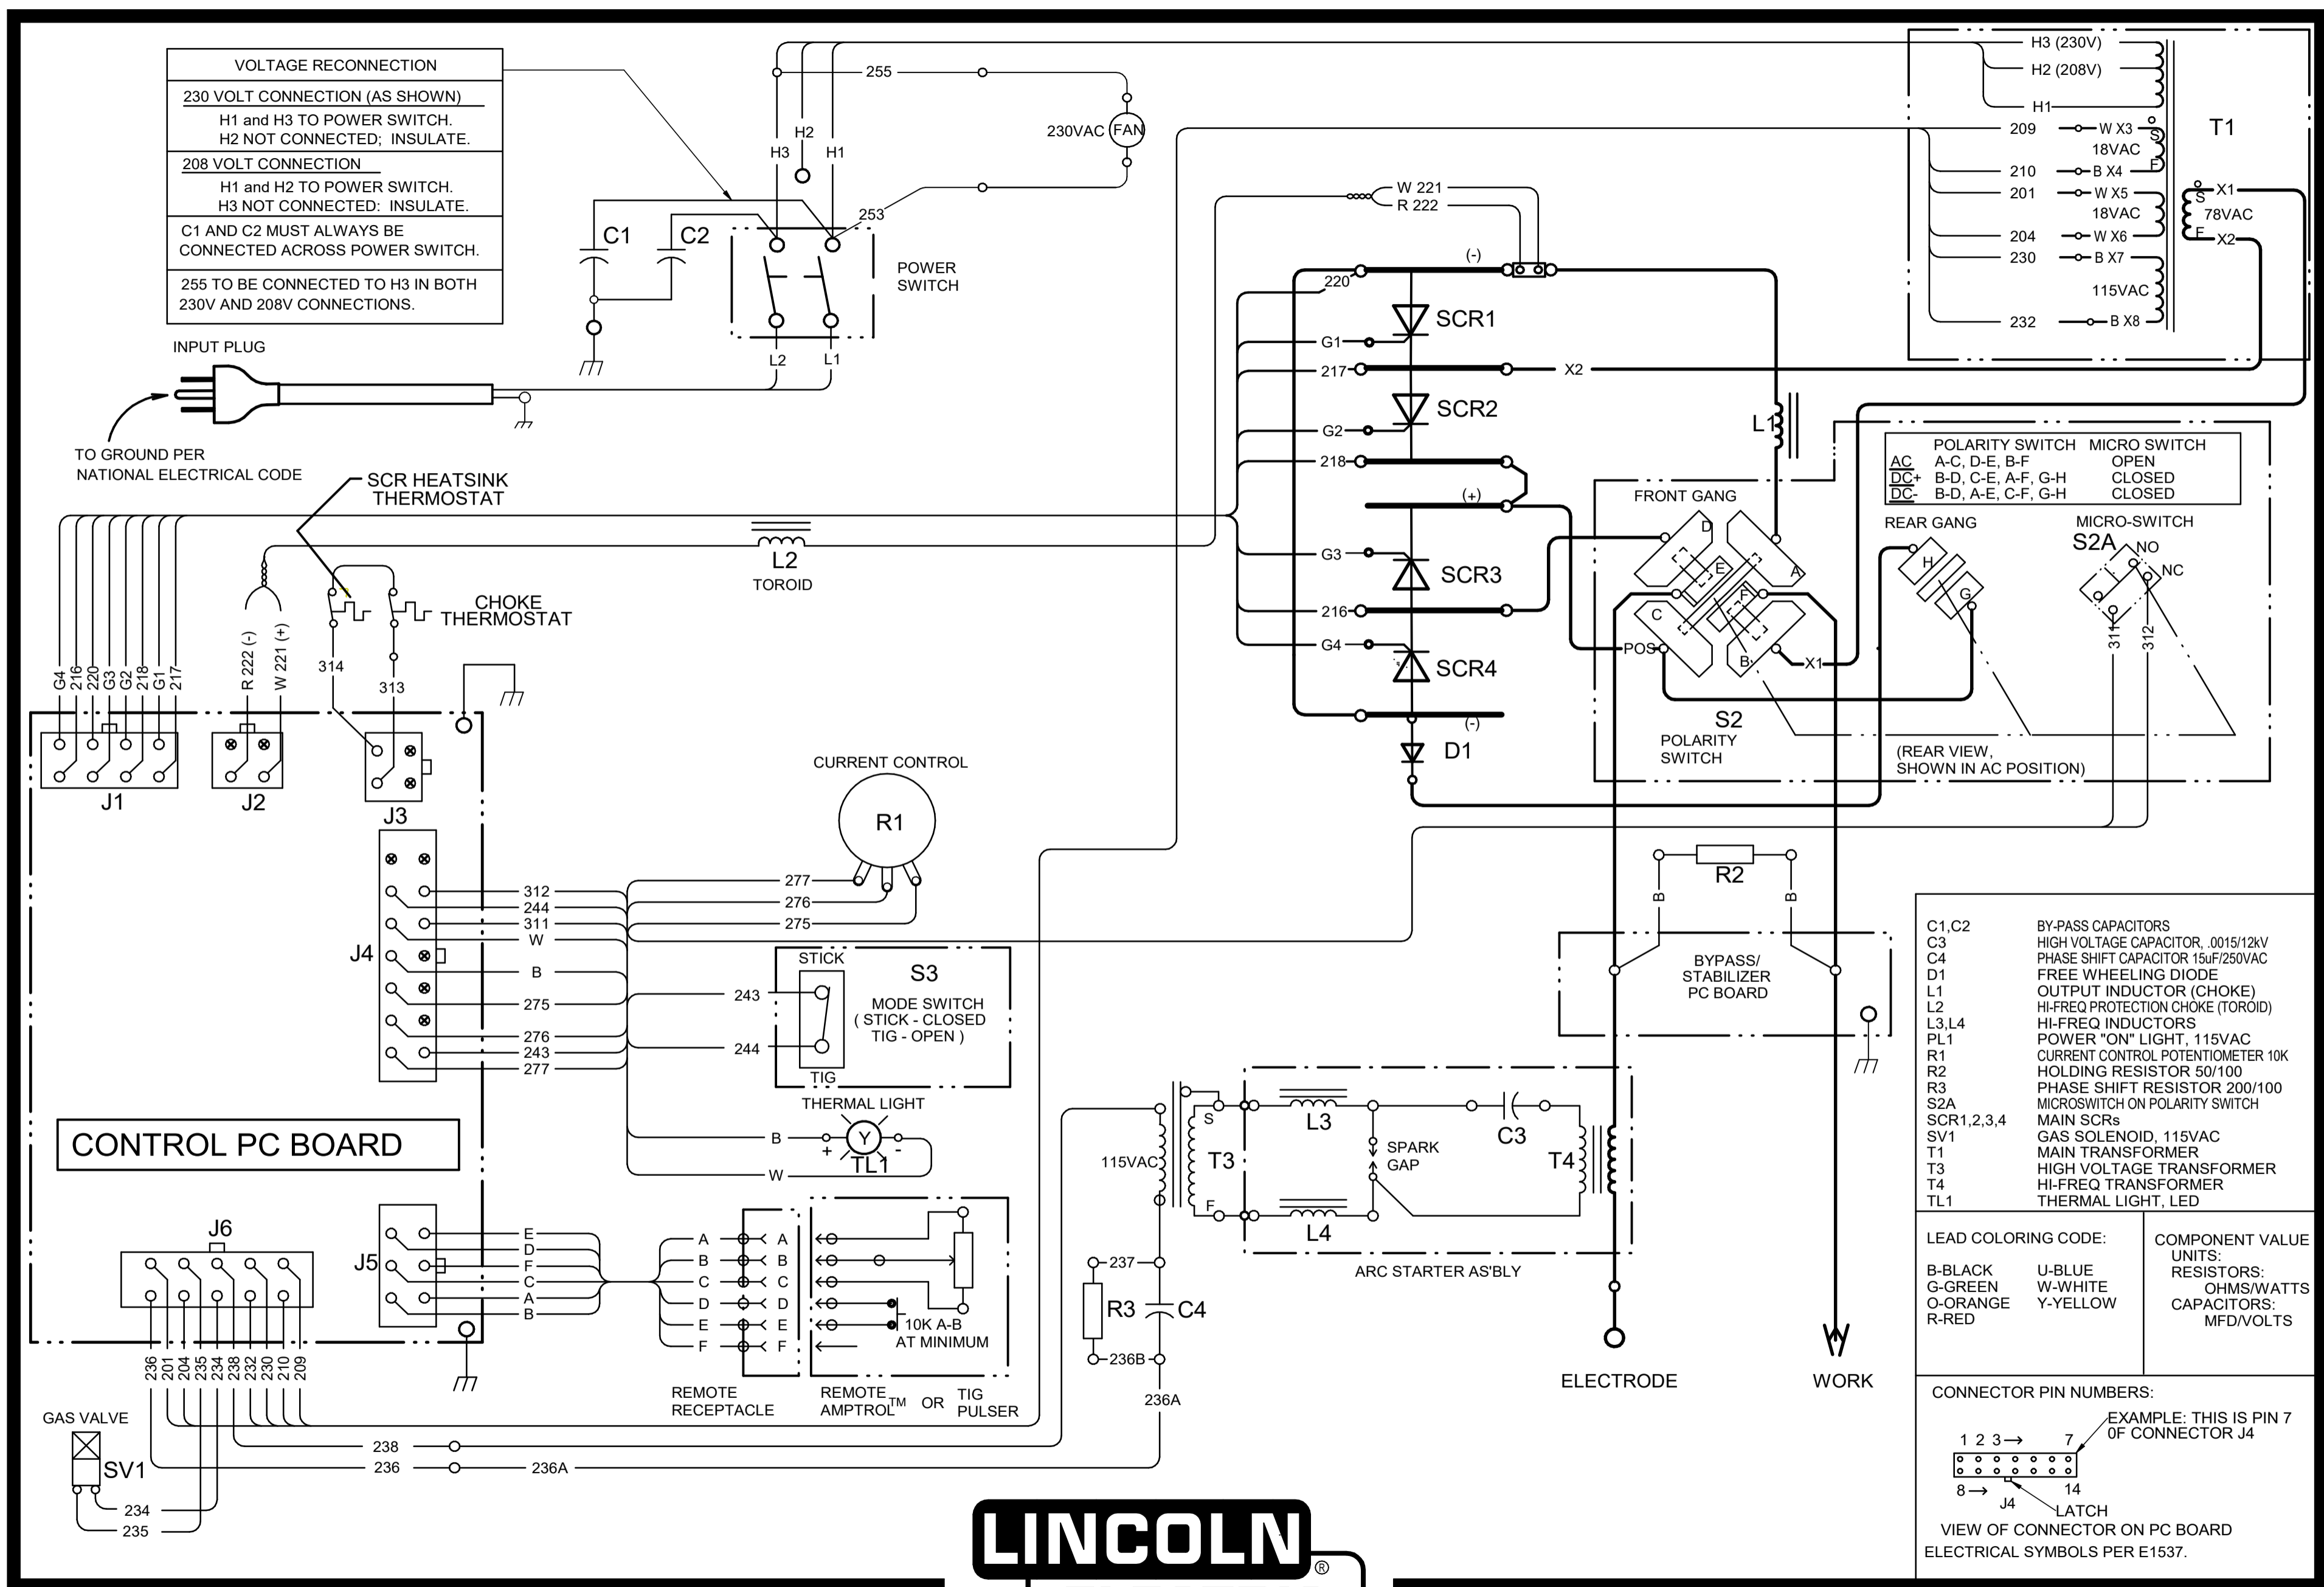 VOLTAGE RECONNECTION
230 VOLT CONNECTION (AS SHOWN)
H1 and H3 TO POWER SWITCH.
H2 NOT CONNECTED; INSULATE.
208 VOLT CONNECTION
H1 and H2 TO POWER SWITCH.
H3 NOT CONNECTED: INSULATE.
C1 AND C2 MUST ALWAYS BE
CONNECTED ACROSS POWER SWITCH.
255 TO BE CONNECTED TO H3 IN BOTH
230V AND 208V CONNECTIONS.
INPUT PLUG
TO GROUND PER
NATIONAL ELECTRICAL CODE
C1
C2
H3
H2
H1
255
253
230VAC
FAN
POWER
SWITCH
L2
L1
H3 (230V)
H2 (208V)
H1
209
W X3
S
18VAC
F
210
B X4
201
W X5
18VAC
204
W X6
230
B X7
115VAC
232
B X8
T1
S
X1
78VAC
F
X2
W 221
R 222
(-)
220
SCR1
G1
217
X2
SCR2
G2
218
(+)
G3
SCR3
216
G4
SCR4
(-)
D1
L1
POLARITY SWITCH MICRO SWITCH
AC A-C, D-E, B-F OPEN
DC+ B-D, C-E, A-F, G-H CLOSED
DC- B-D, A-E, C-F, G-H CLOSED
FRONT GANG
D
A
E
F
C
B
POS
X1
REAR GANG
H
G
MICRO-SWITCH
S2A
NO
NC
311
312
S2
POLARITY
SWITCH
(REAR VIEW,
SHOWN IN AC POSITION)
SCR HEATSINK
THERMOSTAT
CHOKE
THERMOSTAT
L2
TOROID
314
313
G4
216
220
G3
G2
218
G1
217
R 222 (-)
W 221 (+)
J1
J2
J3
CURRENT CONTROL
R1
277
276
275
J4
312
244
311
W
B
275
276
243
277
STICK
S3
MODE SWITCH
( STICK - CLOSED
TIG - OPEN )
TIG
243
244
THERMAL LIGHT
B
+
Y
-
TL1
W
CONTROL PC BOARD
J5
E
D
F
C
A
B
A A
B B
C C
D D
E E
F F
10K A-B
AT MINIMUM
REMOTE
RECEPTACLE
REMOTE
AMPTROL™ OR TIG
PULSER
J6
236
201
204
235
234
238
232
230
210
209
GAS VALVE
SV1
234
235
238
236
236A
115VAC
S
T3
F
237
R3
C4
236B
236A
L3
L4
SPARK
GAP
C3
T4
ARC STARTER AS'BLY
R2
B
B
BYPASS/
STABILIZER
PC BOARD
ELECTRODE
WORK
C1,C2 BY-PASS CAPACITORS
C3 HIGH VOLTAGE CAPACITOR, .0015/12kV
C4 PHASE SHIFT CAPACITOR 15uF/250VAC
D1 FREE WHEELING DIODE
L1 OUTPUT INDUCTOR (CHOKE)
L2 HI-FREQ PROTECTION CHOKE (TOROID)
L3,L4 HI-FREQ INDUCTORS
PL1 POWER "ON" LIGHT, 115VAC
R1 CURRENT CONTROL POTENTIOMETER 10K
R2 HOLDING RESISTOR 50/100
R3 PHASE SHIFT RESISTOR 200/100
S2A MICROSWITCH ON POLARITY SWITCH
SCR1,2,3,4 MAIN SCRs
SV1 GAS SOLENOID, 115VAC
T1 MAIN TRANSFORMER
T3 HIGH VOLTAGE TRANSFORMER
T4 HI-FREQ TRANSFORMER
TL1 THERMAL LIGHT, LED
LEAD COLORING CODE:
B-BLACK U-BLUE
G-GREEN W-WHITE
O-ORANGE Y-YELLOW
R-RED
COMPONENT VALUE
UNITS:
RESISTORS:
OHMS/WATTS
CAPACITORS:
MFD/VOLTS
CONNECTOR PIN NUMBERS:
EXAMPLE: THIS IS PIN 7
0F CONNECTOR J4
1 2 3 7
8 14
J4
LATCH
VIEW OF CONNECTOR ON PC BOARD
ELECTRICAL SYMBOLS PER E1537.
LINCOLN ®